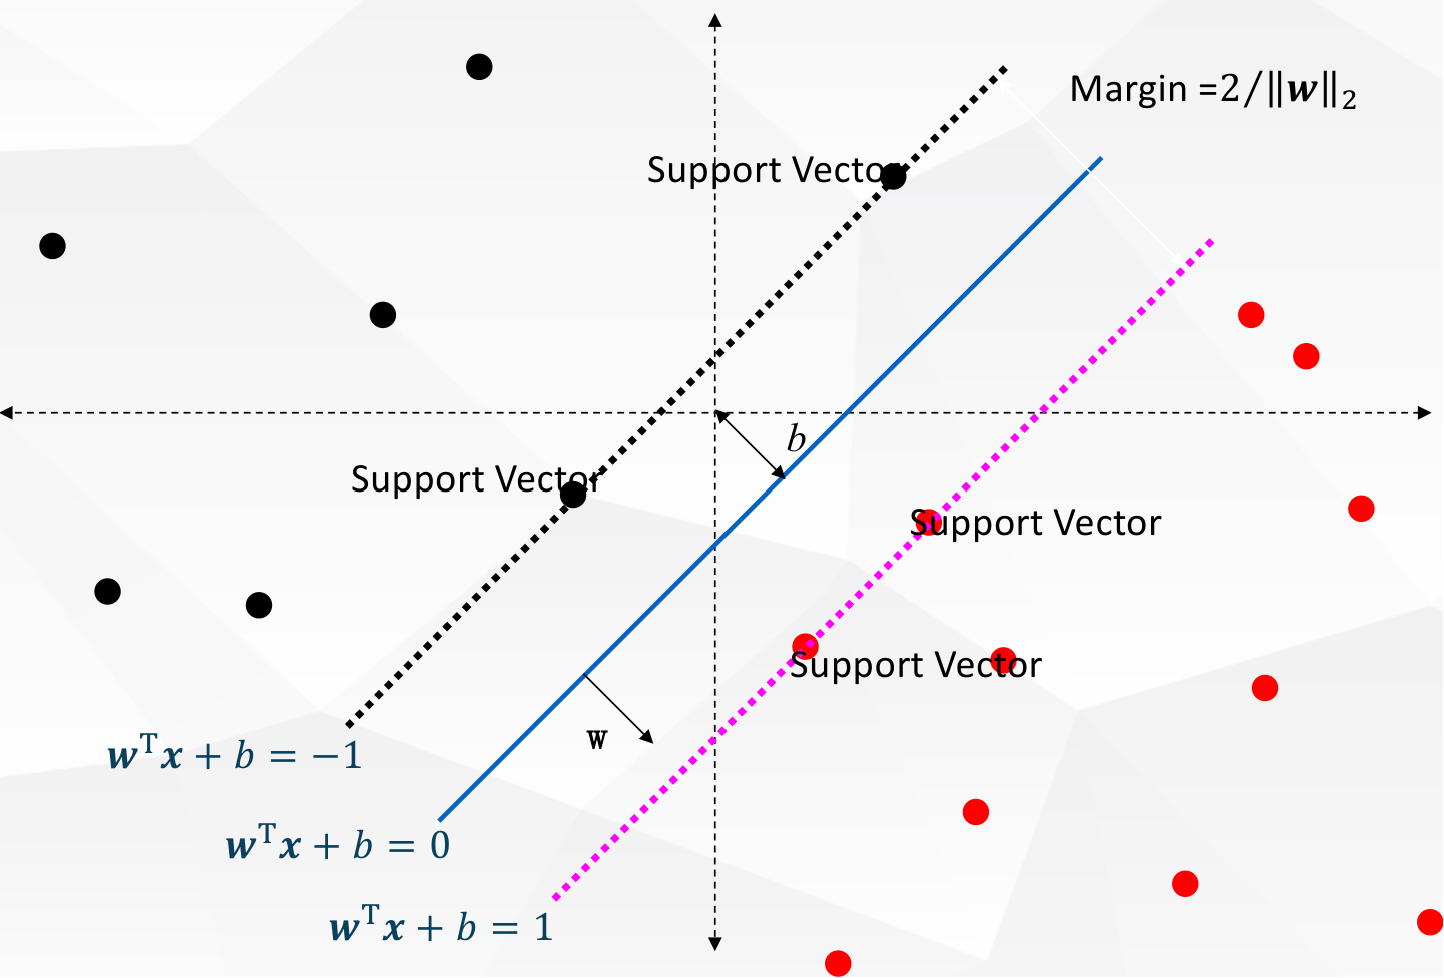 Margin =2/‖w‖₂
Support Vector
b
Support Vector
Support Vector
Support Vector
w
wᵀx + b = −1
wᵀx + b = 0
wᵀx + b = 1